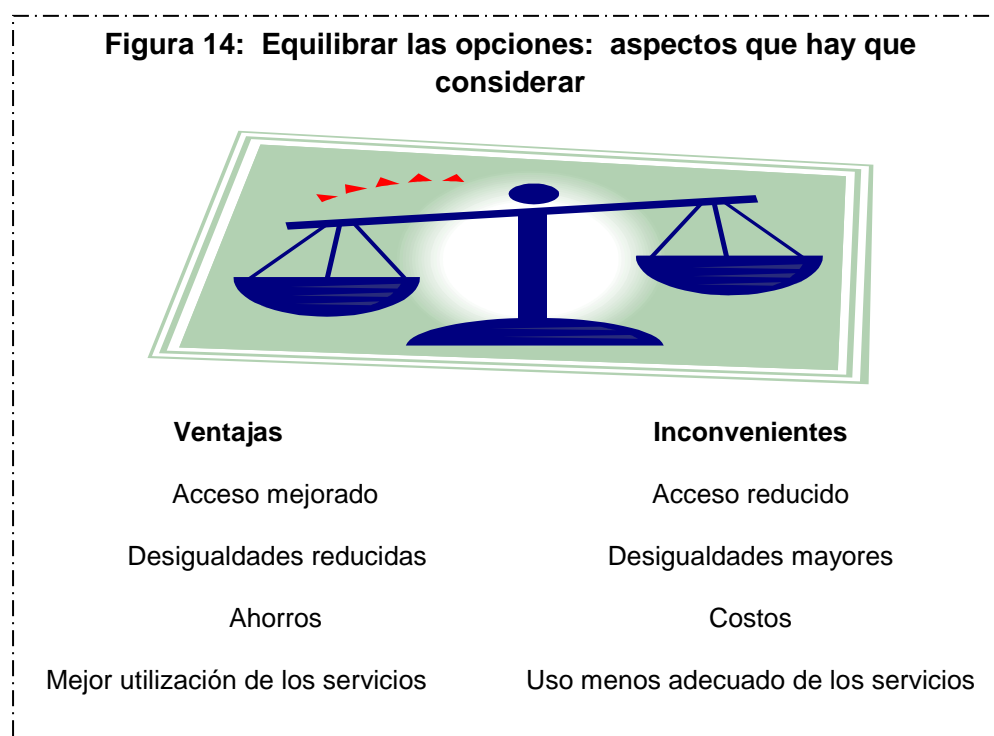 Figura 14:  Equilibrar las opciones:  aspectos que hay que
considerar
Ventajas
Inconvenientes
Acceso mejorado
Acceso reducido
Desigualdades reducidas
Desigualdades mayores
Ahorros
Costos
Mejor utilización de los servicios
Uso menos adecuado de los servicios